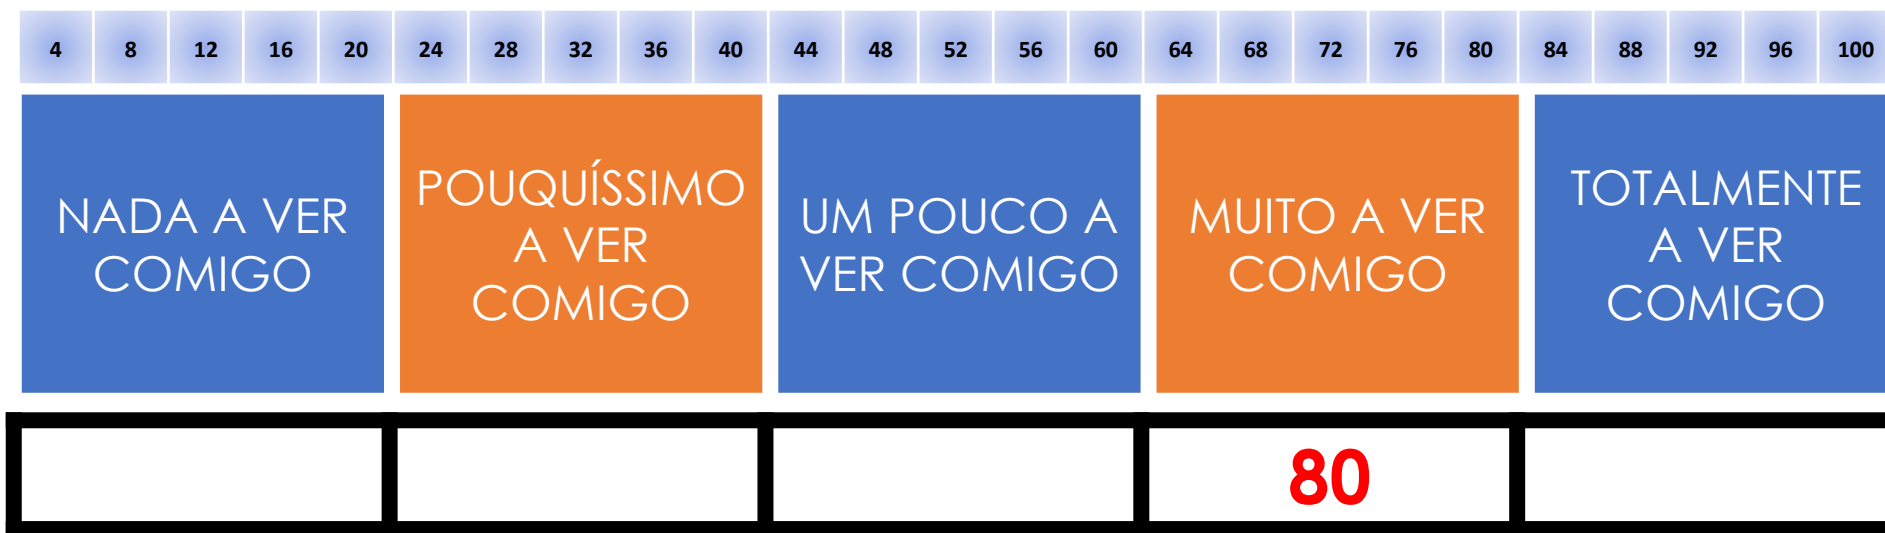 4 8 12 16 20 24 28 32 36 40 44 48 52 56 60 64 68 72 76 80 84 88 92 96 100
NADA A VER
COMIGO
POUQUÍSSIMO
A VER
COMIGO
UM POUCO A
VER COMIGO
MUITO A VER
COMIGO
TOTALMENTE
A VER
COMIGO
80